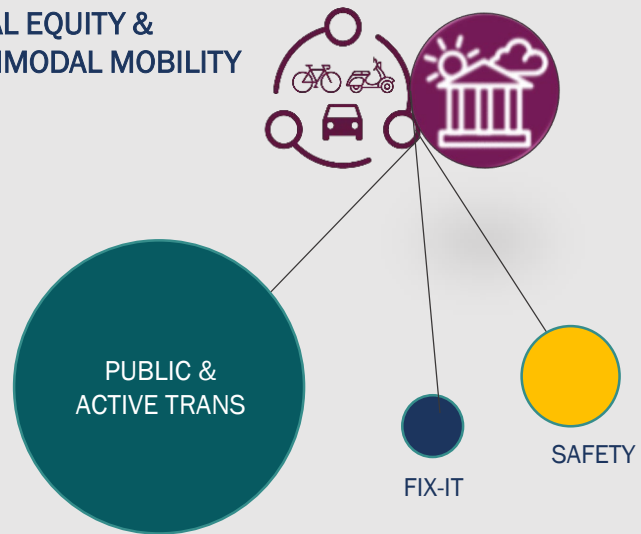 AL EQUITY &
IMODAL MOBILITY
PUBLIC &
ACTIVE TRANS
FIX-IT
SAFETY